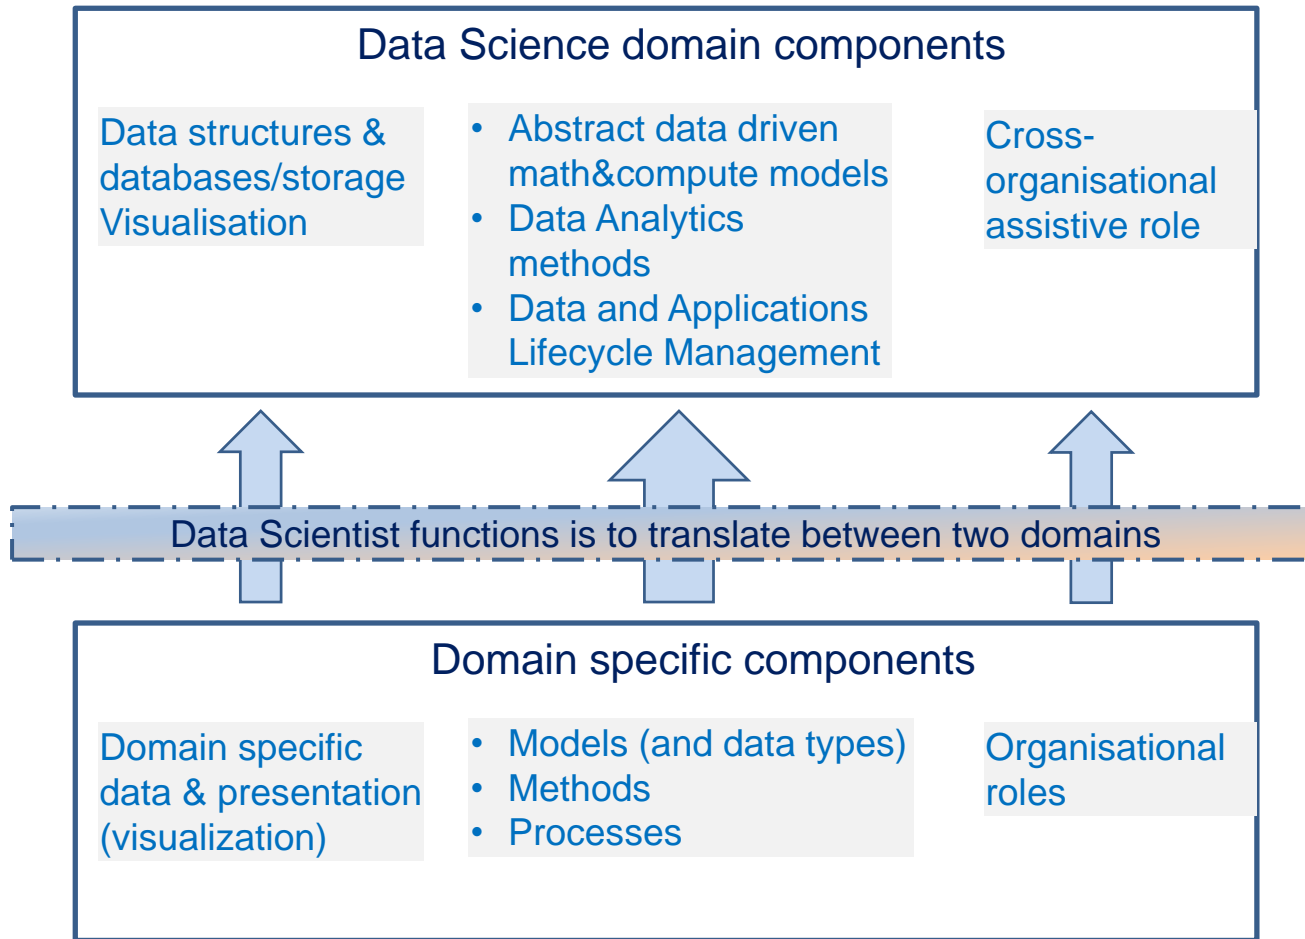 Data Science domain components
Data structures &
databases/storage
Visualisation
• Abstract data driven
math&compute models
• Data Analytics
methods
• Data and Applications
Lifecycle Management
Cross-
organisational
assistive role
Data Scientist functions is to translate between two domains
Domain specific components
Domain specific
data & presentation
(visualization)
• Models (and data types)
• Methods
• Processes
Organisational
roles